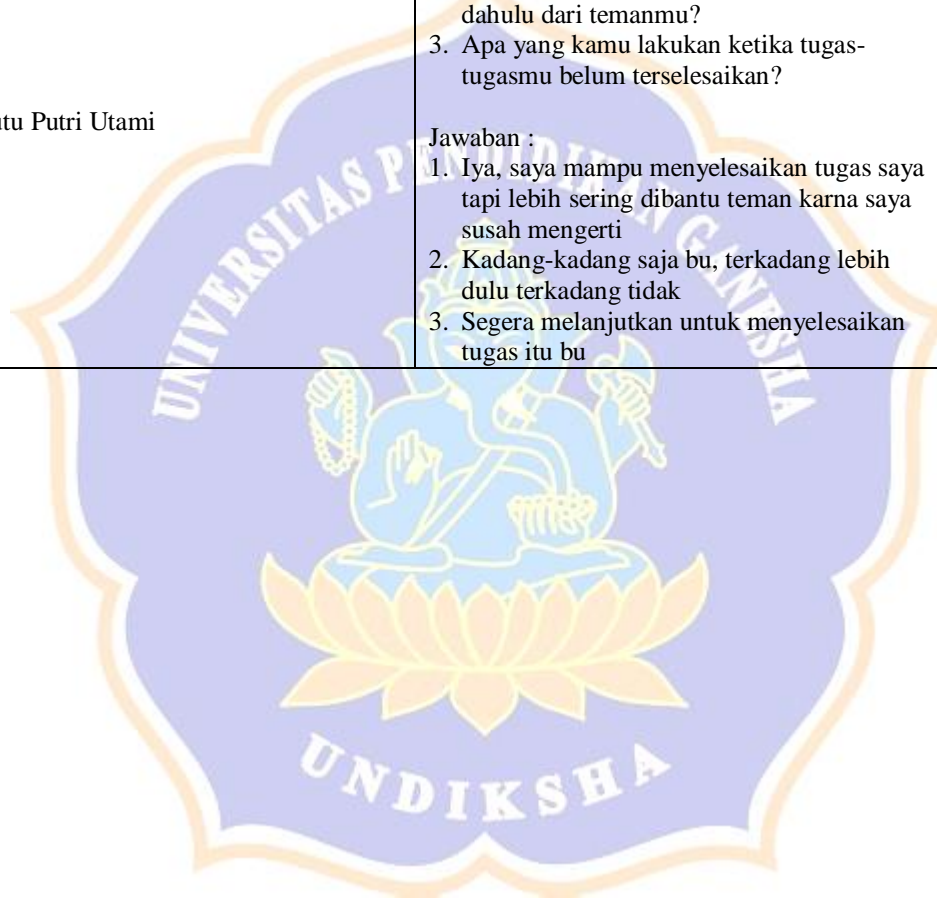 dahulu dari temanmu?
3. Apa yang kamu lakukan ketika tugas-
tugasmu belum terselesaikan?
utu Putri Utami
Jawaban :
1. Iya, saya mampu menyelesaikan tugas saya
tapi lebih sering dibantu teman karna saya
susah mengerti
2. Kadang-kadang saja bu, terkadang lebih
dulu terkadang tidak
3. Segera melanjutkan untuk menyelesaikan
tugas itu bu
UNIVERSITAS PENDIDIKAN GANESHA
UNDIKSHA